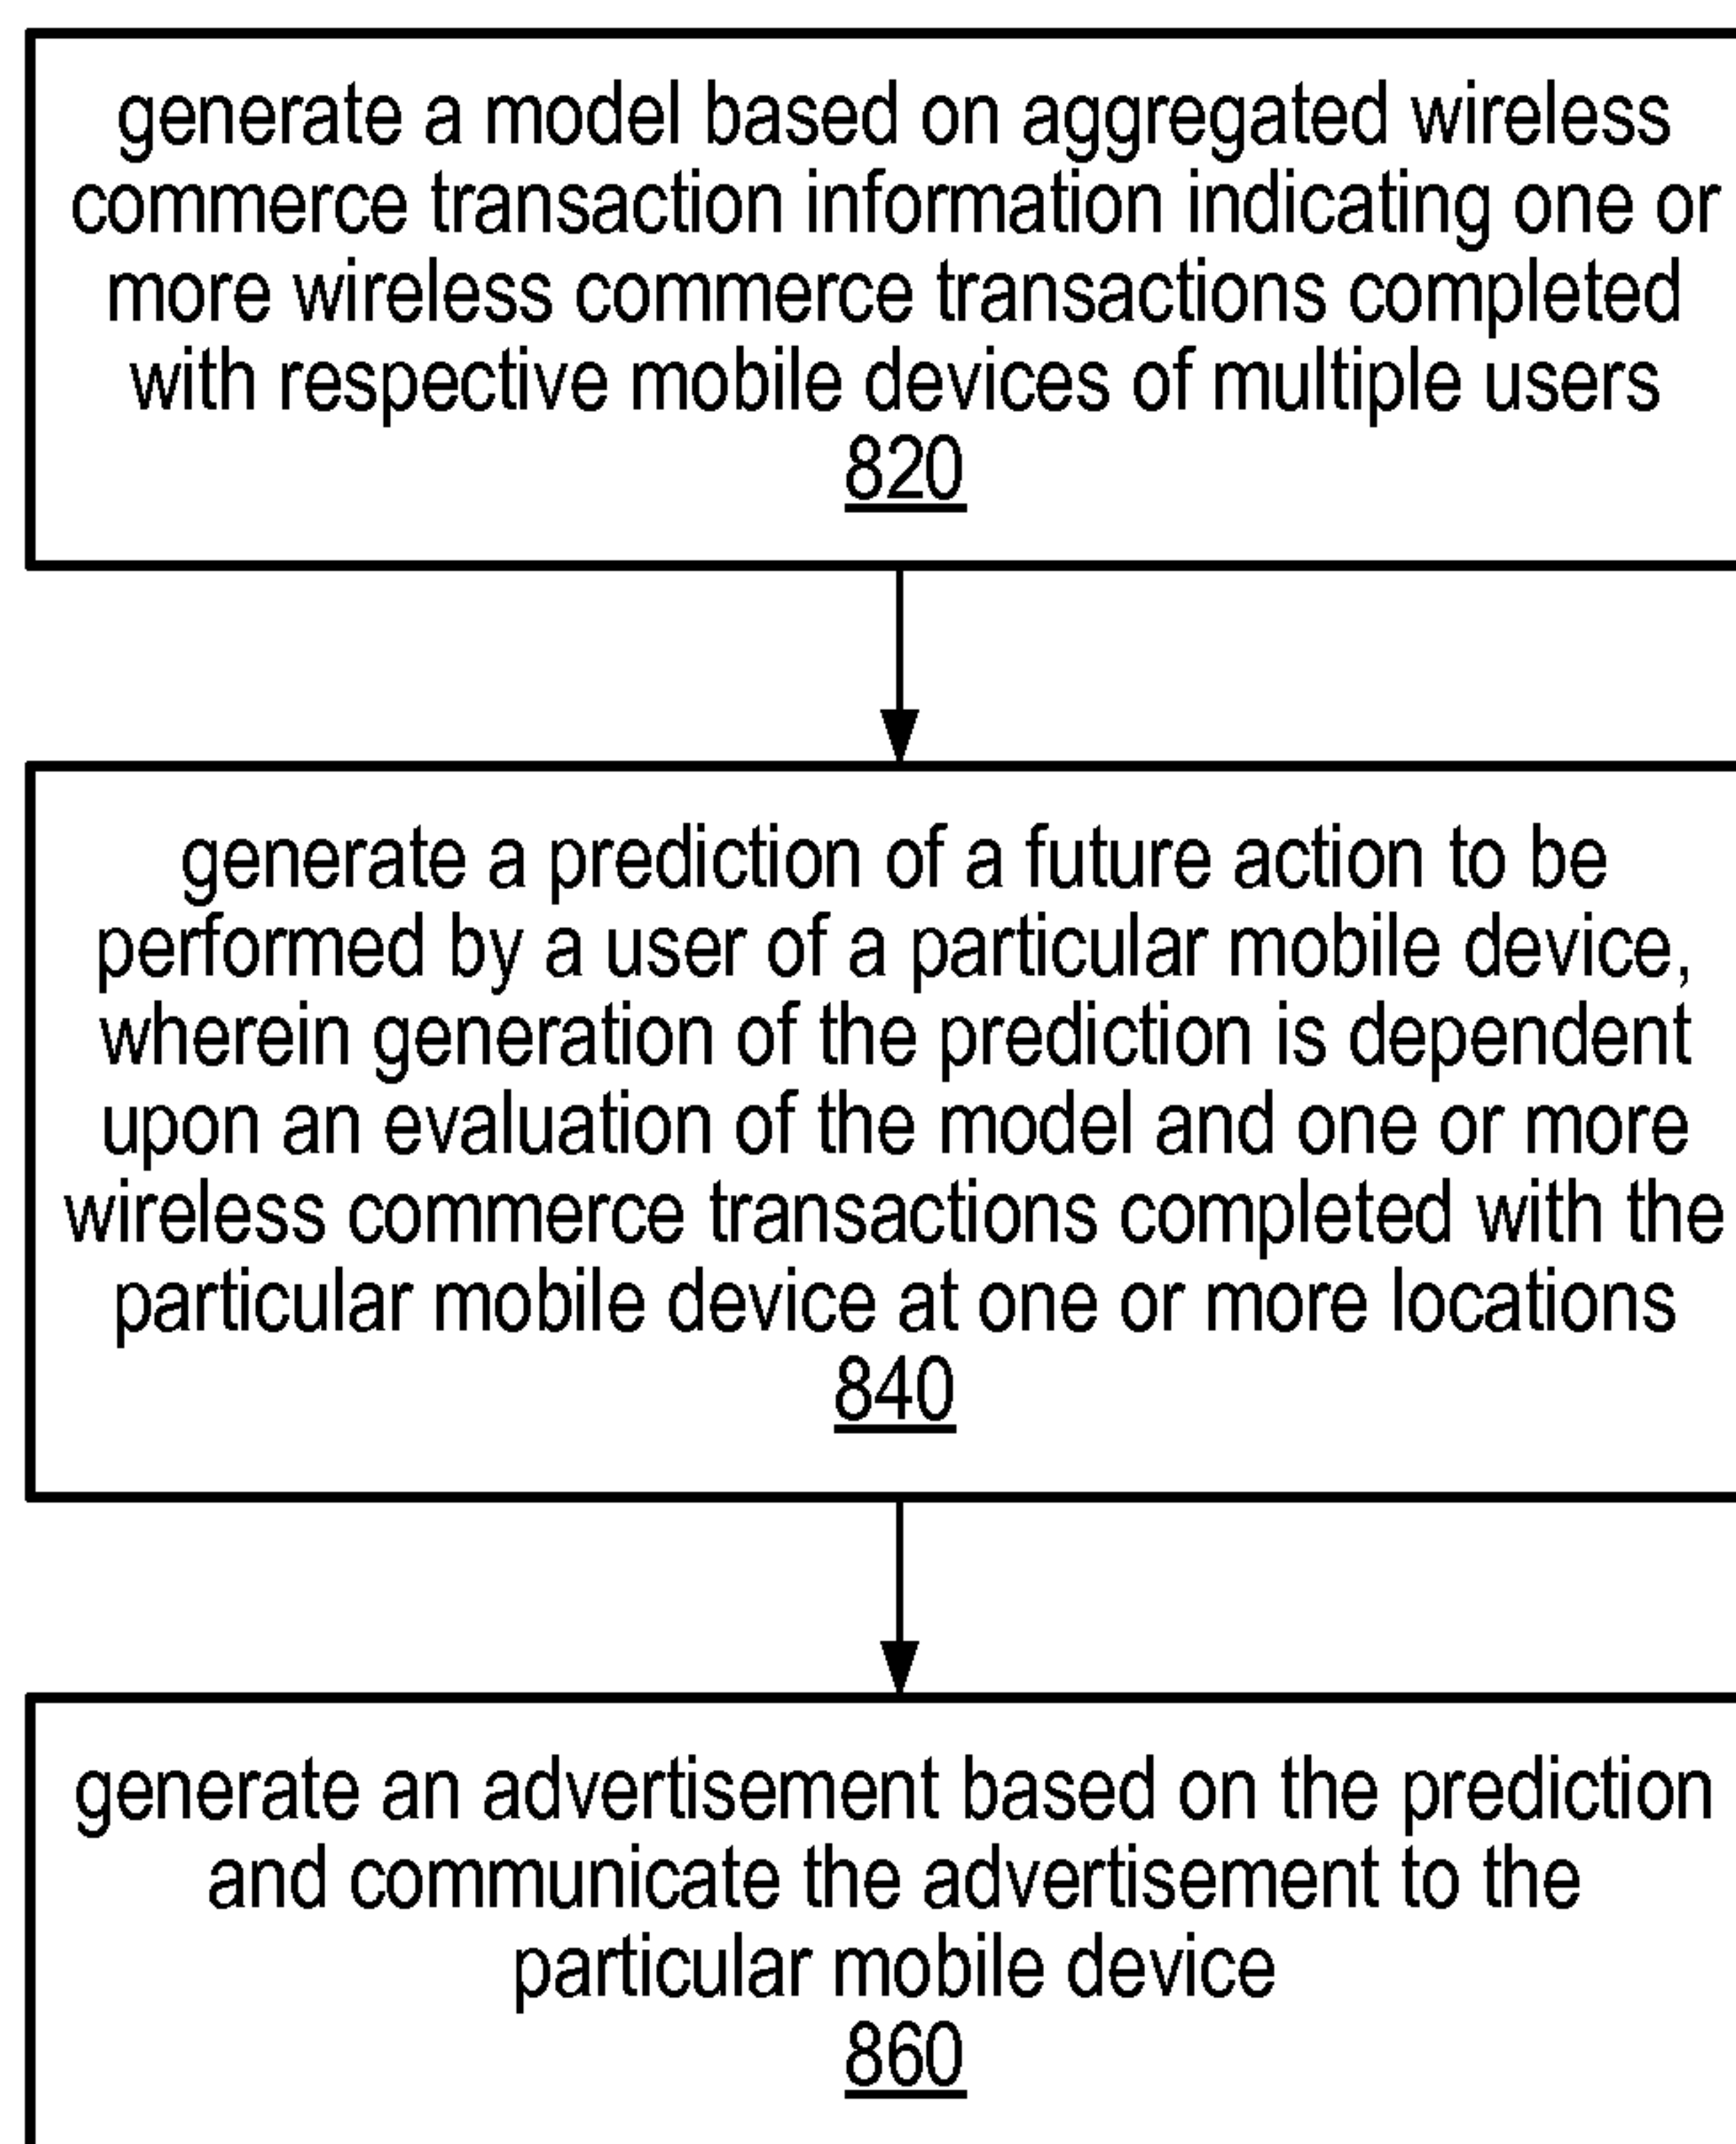 generate a model based on aggregated wireless
commerce transaction information indicating one or
more wireless commerce transactions completed
with respective mobile devices of multiple users
820
generate a prediction of a future action to be
performed by a user of a particular mobile device,
wherein generation of the prediction is dependent
upon an evaluation of the model and one or more
wireless commerce transactions completed with the
particular mobile device at one or more locations
840
generate an advertisement based on the prediction
and communicate the advertisement to the
particular mobile device
860